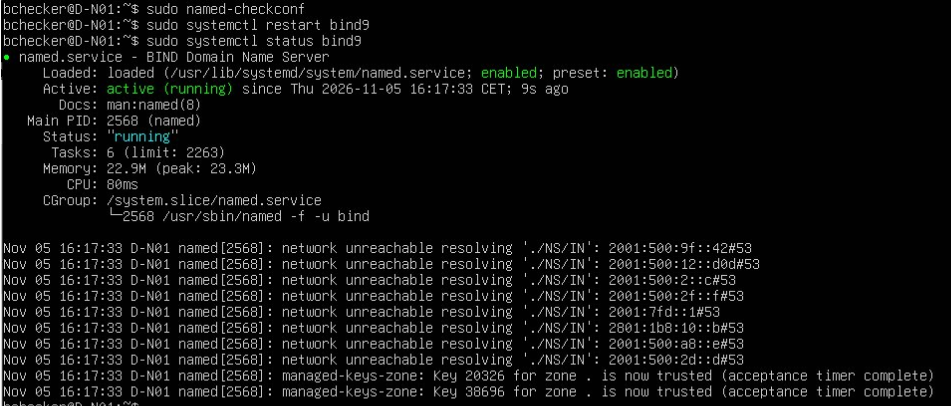 bchecker@D-N01:~$ sudo named-checkconf
bchecker@D-N01:~$ sudo systemctl restart bind9
bchecker@D-N01:~$ sudo systemctl status bind9
● named.service - BIND Domain Name Server
Loaded: loaded (/usr/lib/systemd/system/named.service; enabled; preset: enabled)
Active: active (running) since Thu 2026-11-05 16:17:33 CET; 9s ago
Docs: man:named(8)
Main PID: 2568 (named)
Status: "running"
Tasks: 6 (limit: 2263)
Memory: 22.9M (peak: 23.3M)
CPU: 80ms
CGroup: /system.slice/named.service
└─2568 /usr/sbin/named -f -u bind
Nov 05 16:17:33 D-N01 named[2568]: network unreachable resolving './NS/IN': 2001:500:9f::42#53
Nov 05 16:17:33 D-N01 named[2568]: network unreachable resolving './NS/IN': 2001:500:12::d0d#53
Nov 05 16:17:33 D-N01 named[2568]: network unreachable resolving './NS/IN': 2001:500:2::c#53
Nov 05 16:17:33 D-N01 named[2568]: network unreachable resolving './NS/IN': 2001:500:2f::f#53
Nov 05 16:17:33 D-N01 named[2568]: network unreachable resolving './NS/IN': 2001:7fd::1#53
Nov 05 16:17:33 D-N01 named[2568]: network unreachable resolving './NS/IN': 2801:1b8:10::b#53
Nov 05 16:17:33 D-N01 named[2568]: network unreachable resolving './NS/IN': 2001:500:a8::e#53
Nov 05 16:17:33 D-N01 named[2568]: network unreachable resolving './NS/IN': 2001:500:2d::d#53
Nov 05 16:17:33 D-N01 named[2568]: managed-keys-zone: Key 20326 for zone . is now trusted (acceptance timer complete)
Nov 05 16:17:33 D-N01 named[2568]: managed-keys-zone: Key 38696 for zone . is now trusted (acceptance timer complete)
bchecker@D-N01:~$